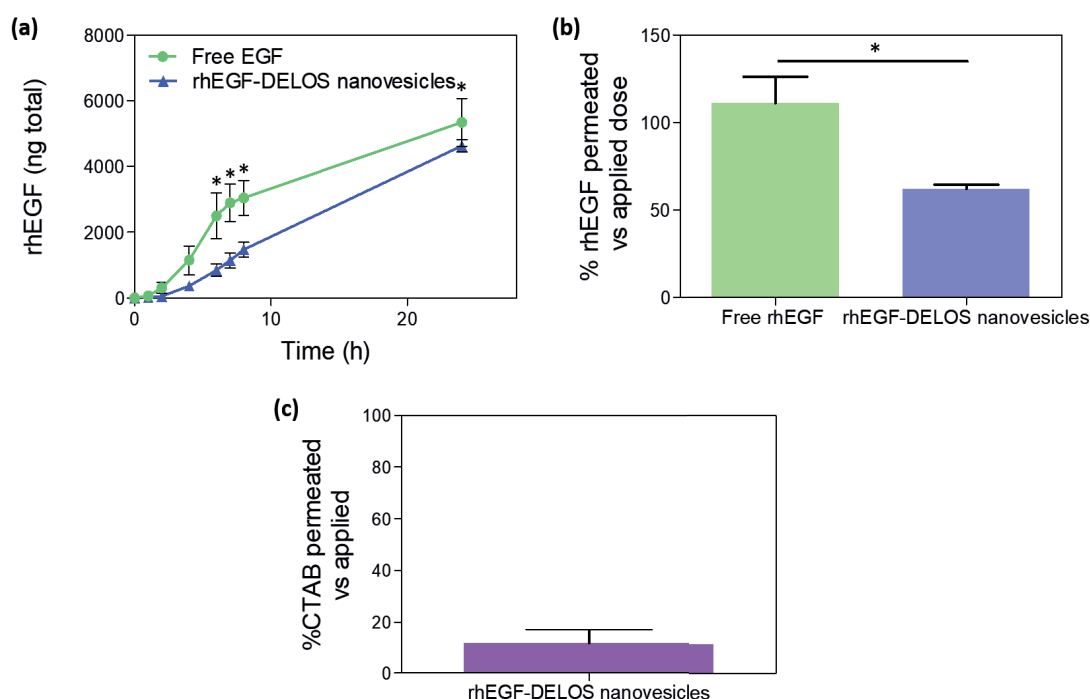 (a)
rhEGF (ng total)
8000
6000
4000
2000
0
Free EGF
rhEGF-DELOS nanovesicles
*
*
*
*
0
10
20
Time (h)
(b)
% rhEGF permeated
vs applied dose
150
100
50
0
*
Free rhEGF
rhEGF-DELOS nanovesicles
(c)
%CTAB permeated
vs applied
100
80
60
40
20
0
rhEGF-DELOS nanovesicles